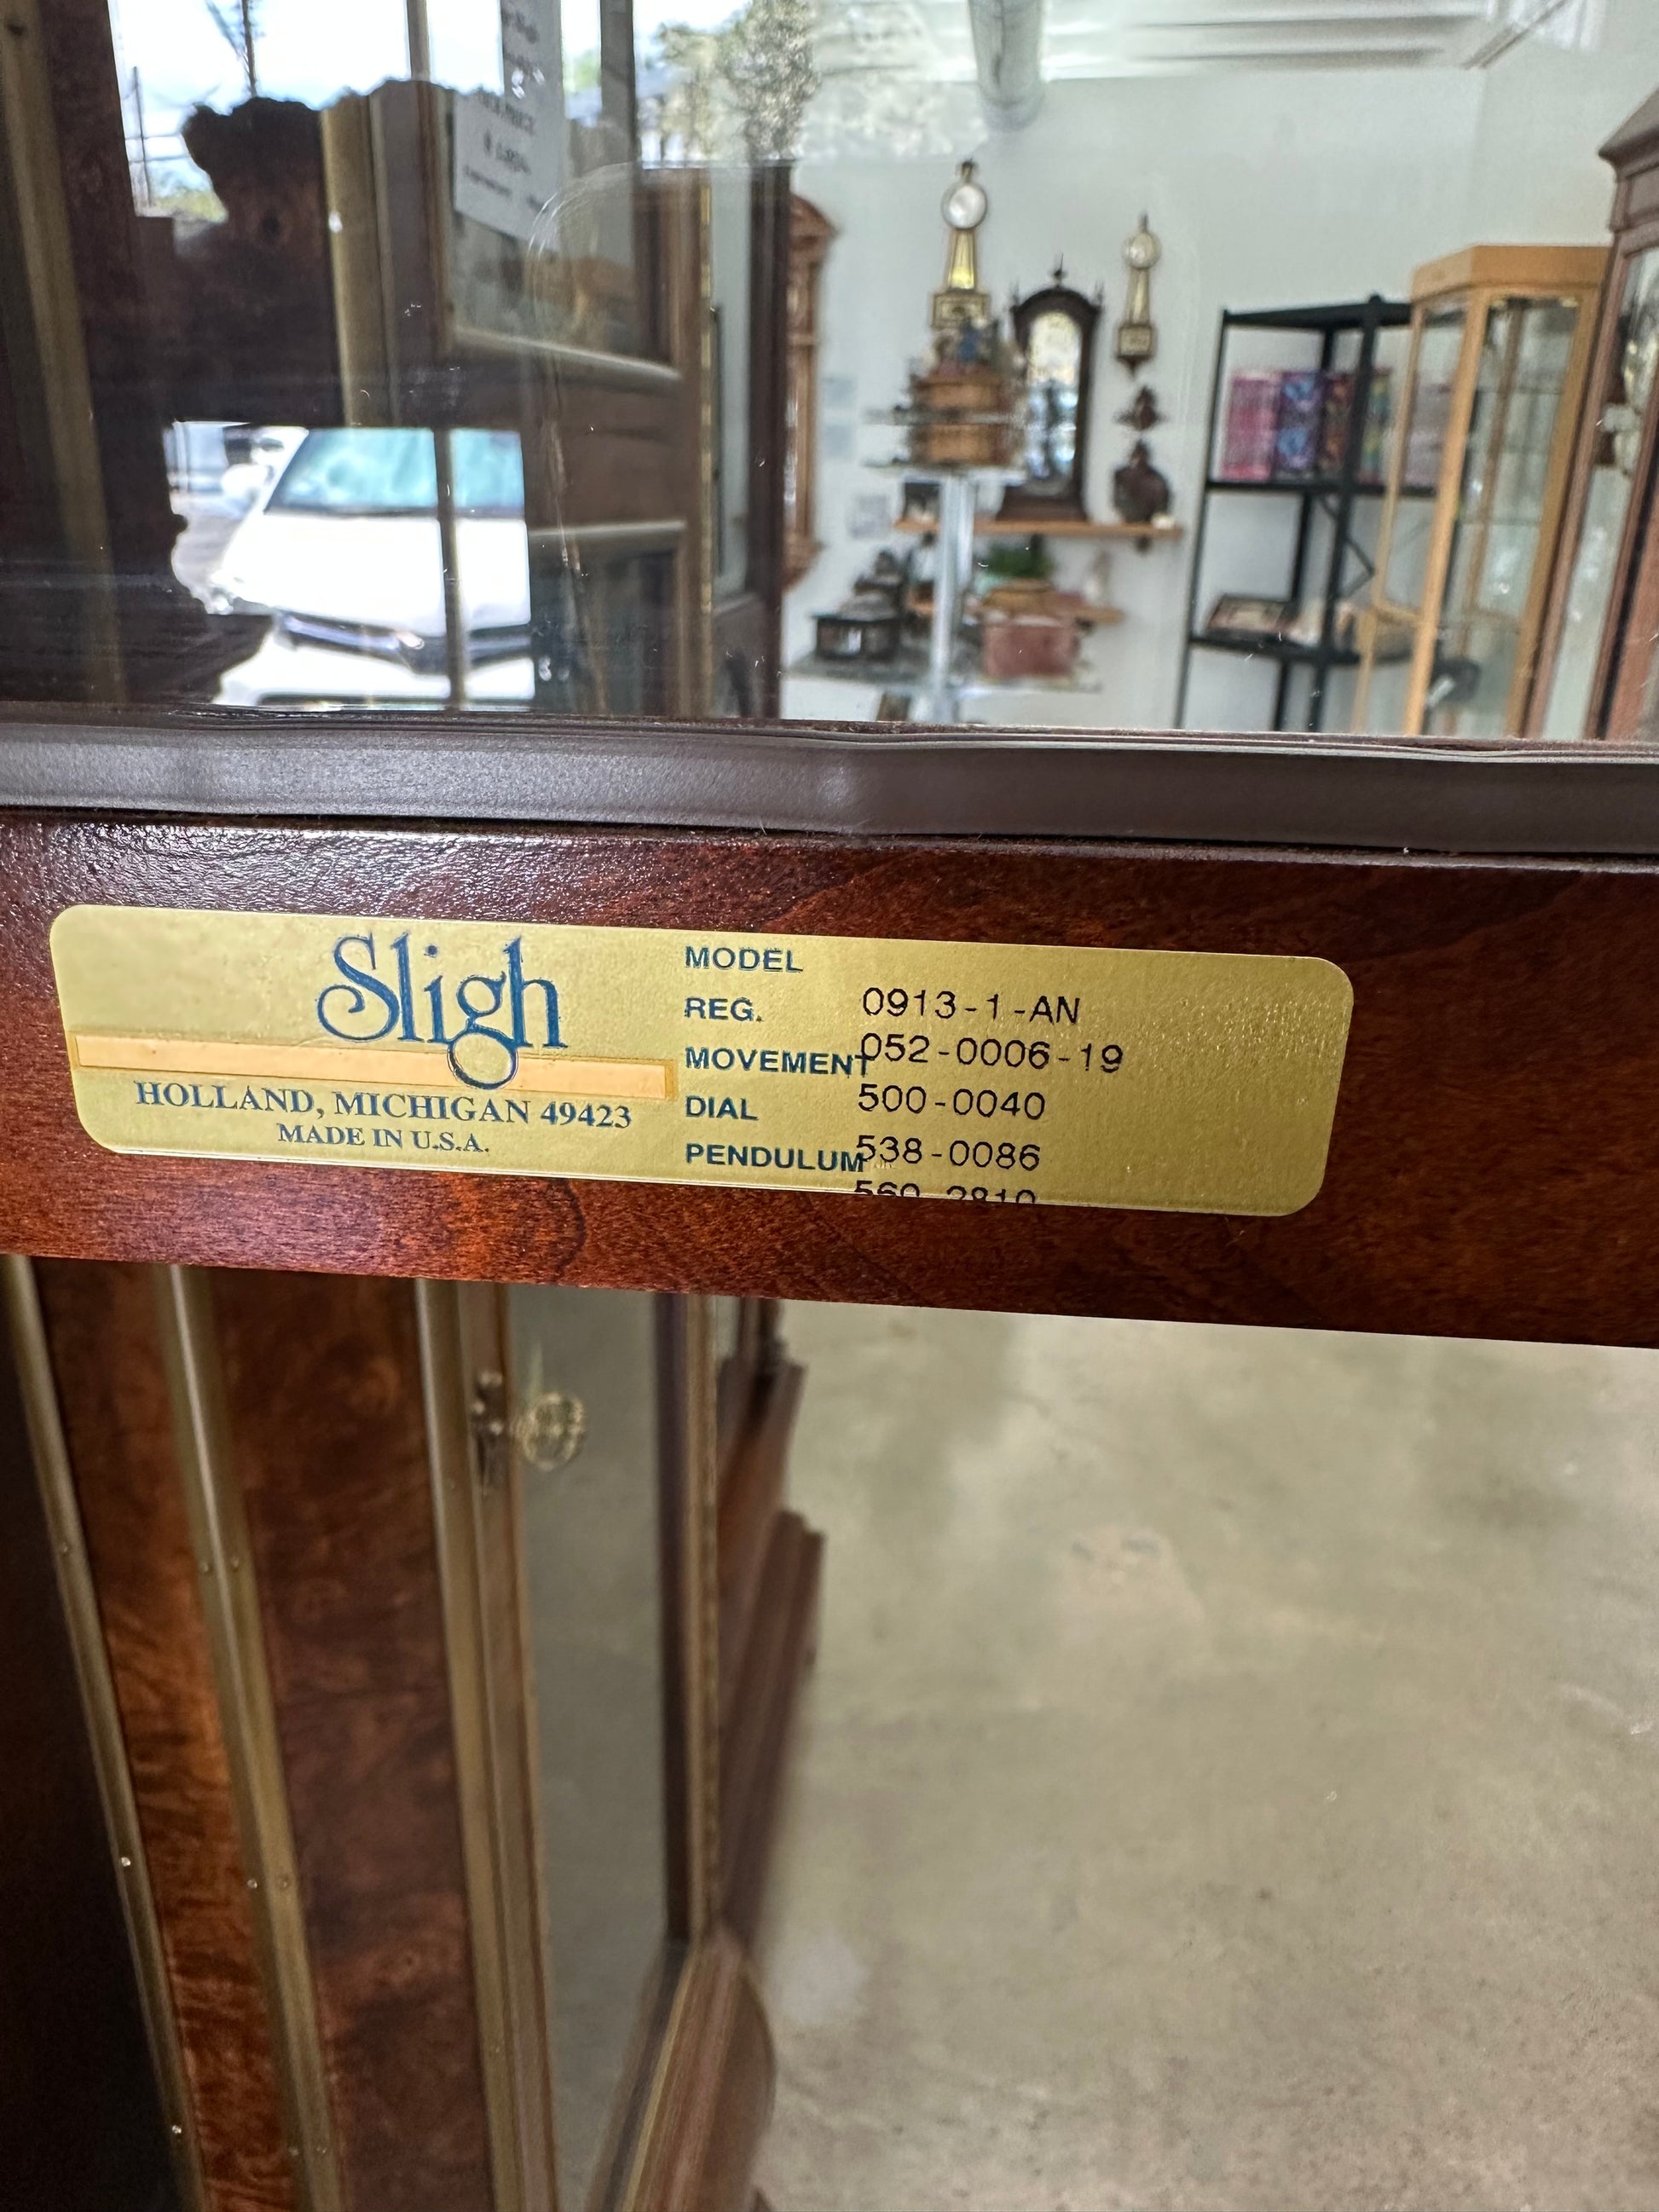 Sligh
HOLLAND, MICHIGAN 49423
MADE IN U.S.A.
MODEL
REG. 0913-1-AN
MOVEMENT 052-0006-19
DIAL 500-0040
PENDULUM 538-0086